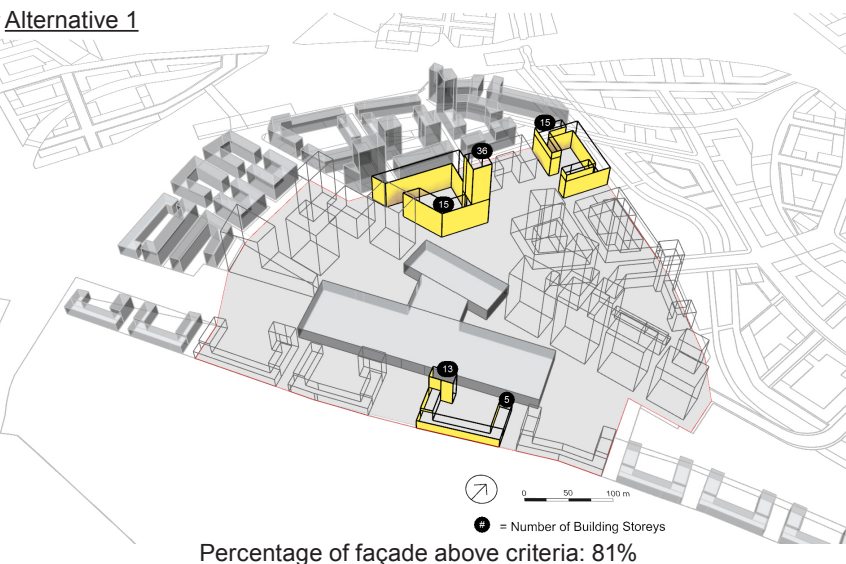 Alternative 1
15
36
15
13
5
0 50 100 m
# = Number of Building Storeys
Percentage of façade above criteria: 81%